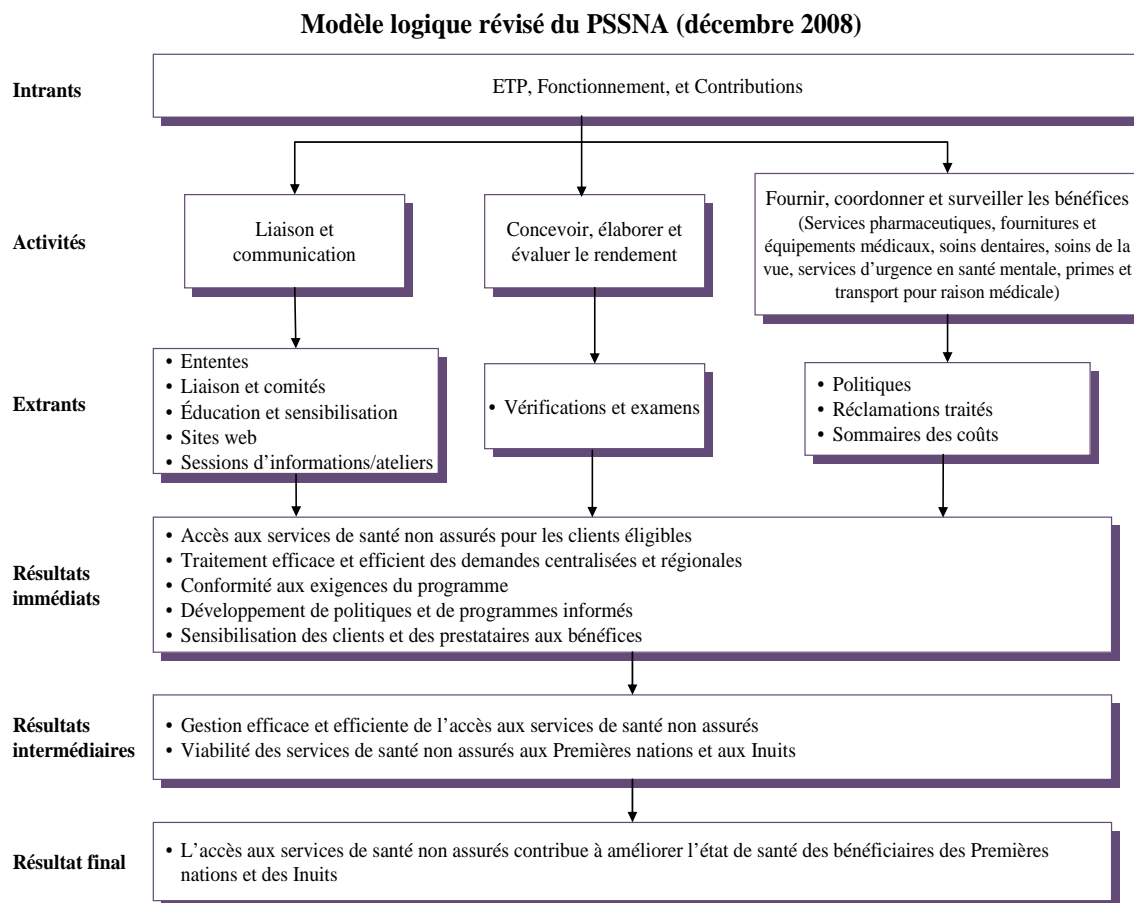 Modèle logique révisé du PSSNA (décembre 2008)
Intrants
ETP, Fonctionnement, et Contributions
Activités
Liaison et
communication
Concevoir, élaborer et
évaluer le rendement
Fournir, coordonner et surveiller les bénéfices
(Services pharmaceutiques, fournitures et
équipements médicaux, soins dentaires, soins de la
vue, services d’urgence en santé mentale, primes et
transport pour raison médicale)
Extrants
• Ententes
• Liaison et comités
• Éducation et sensibilisation
• Sites web
• Sessions d’informations/ateliers
• Vérifications et examens
• Politiques
• Réclamations traités
• Sommaires des coûts
Résultats
immédiats
• Accès aux services de santé non assurés pour les clients éligibles
• Traitement efficace et efficient des demandes centralisées et régionales
• Conformité aux exigences du programme
• Développement de politiques et de programmes informés
• Sensibilisation des clients et des prestataires aux bénéfices
Résultats
intermédiaires
• Gestion efficace et efficiente de l’accès aux services de santé non assurés
• Viabilité des services de santé non assurés aux Premières nations et aux Inuits
Résultat final
• L’accès aux services de santé non assurés contribue à améliorer l’état de santé des bénéficiaires des Premières
nations et des Inuits